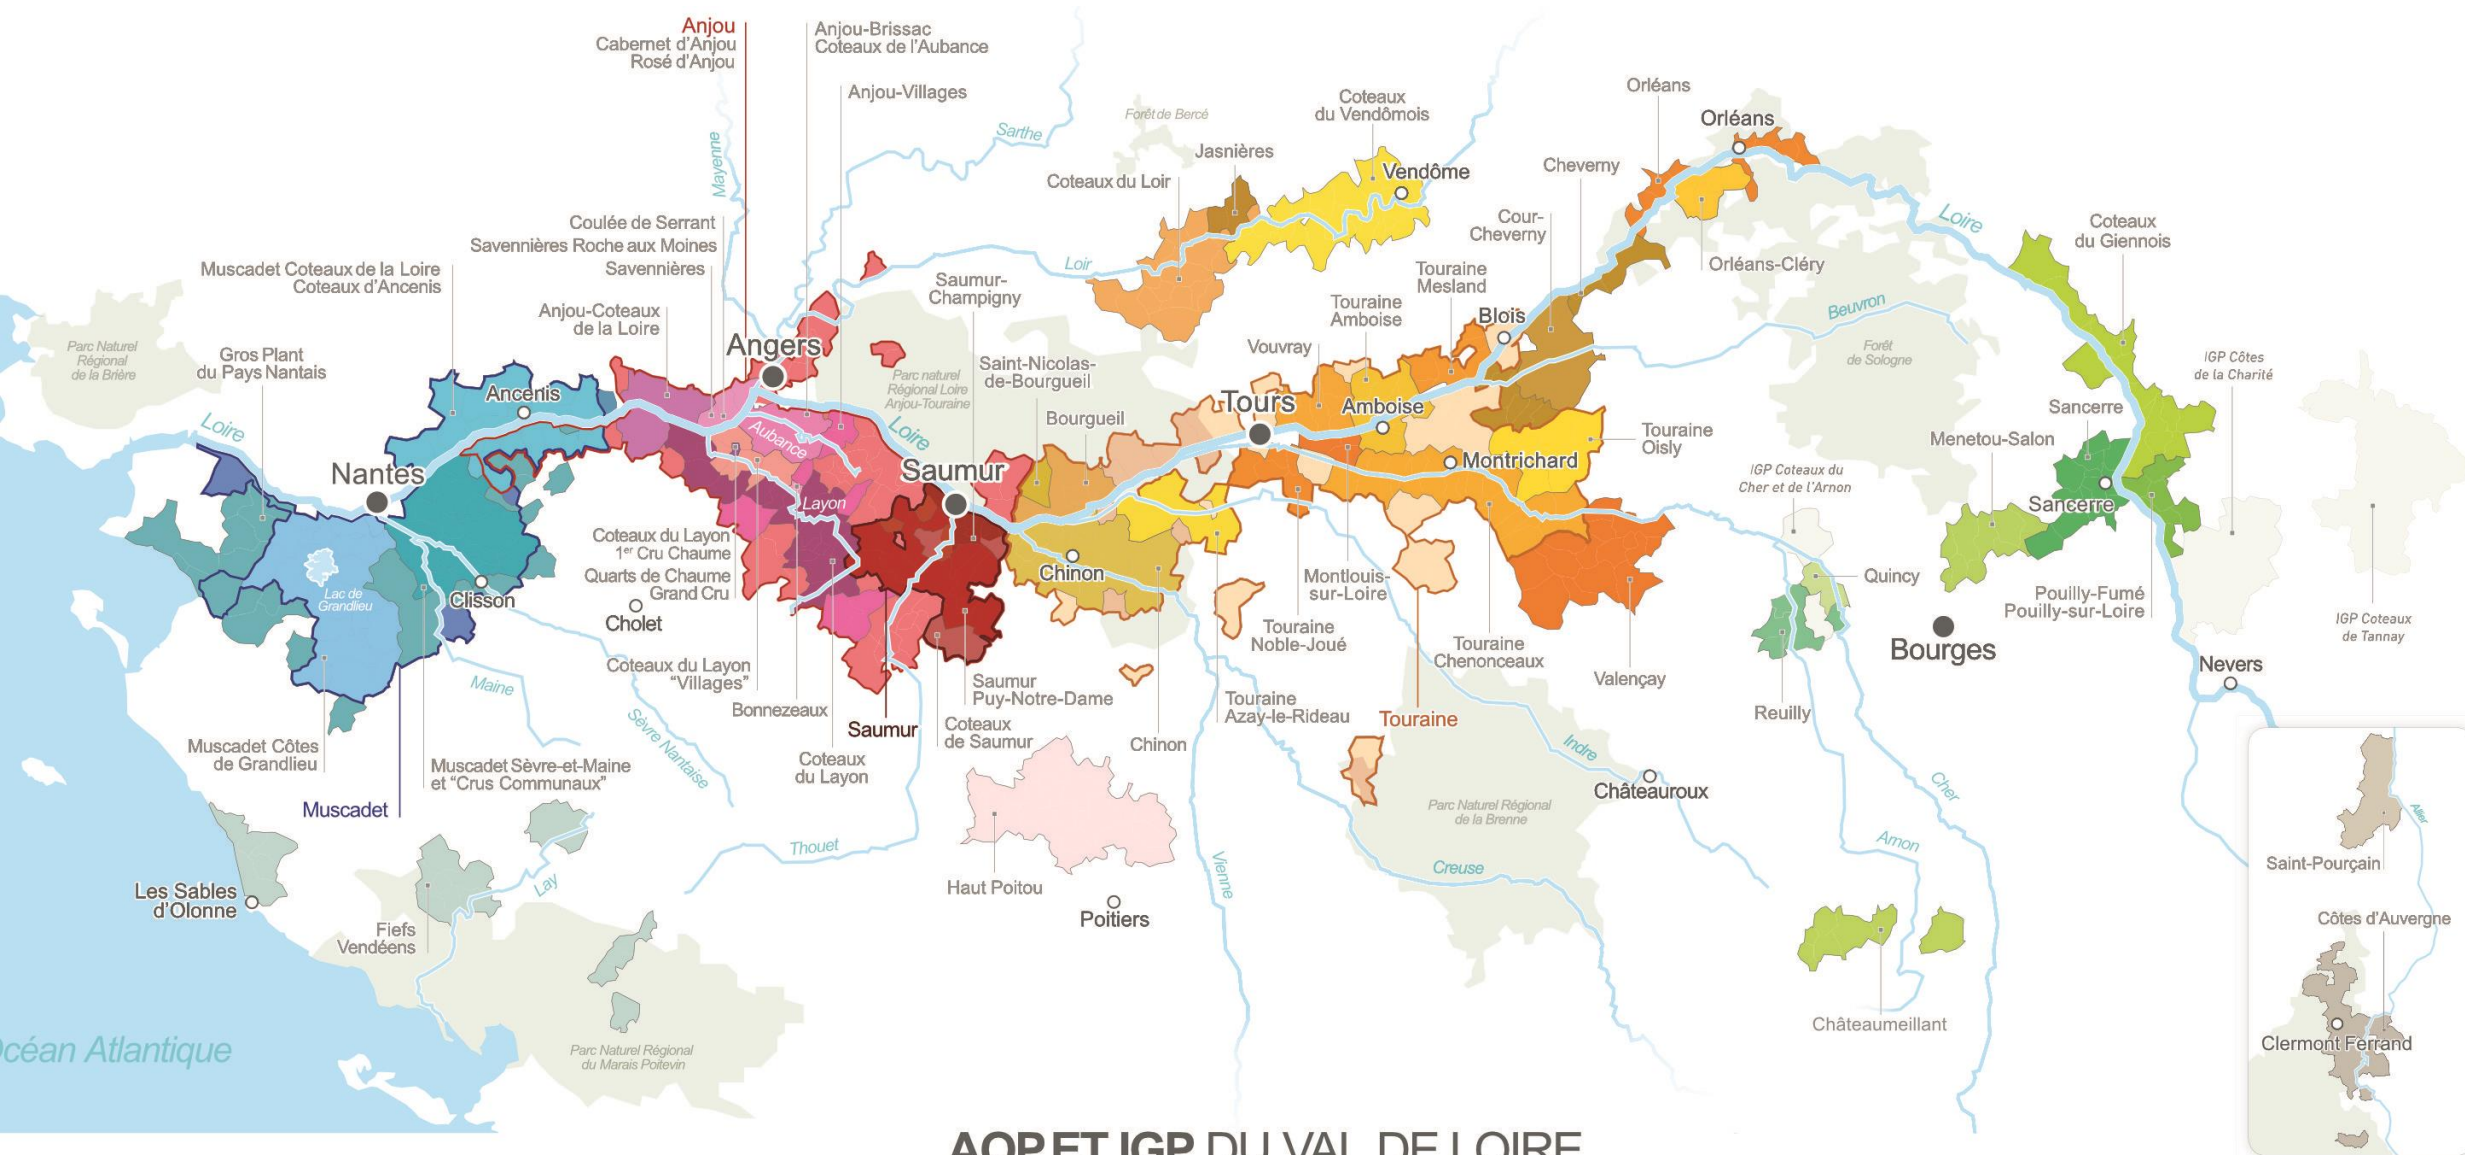 Anjou
Cabernet d'Anjou
Rosé d'Anjou
Anjou-Brissac
Coteaux de l'Aubance
Anjou-Villages
Mayenne
Sarthe
Forêt de Bercé
Jasnières
Coteaux du Loir
Coteaux
du Vendômois
Vendôme
Orléans
Orléans
Cheverny
Cour-
Cheverny
Orléans-Cléry
Loire
Coteaux
du Giennois
Coulée de Serrant
Savennières Roche aux Moines
Savennières
Muscadet Coteaux de la Loire
Coteaux d'Ancenis
Anjou-Coteaux
de la Loire
Loir
Saumur-
Champigny
Touraine
Mesland
Touraine
Amboise
Blois
Beuvron
Forêt
de Sologne
IGP Côtes
de la Charité
Parc Naturel
Régional
de la Brière
Gros Plant
du Pays Nantais
Angers
Vouvray
Saint-Nicolas-
de-Bourgueil
Parc naturel
Régional Loire
Anjou-Touraine
Ancenis
Bourgueil
Tours
Amboise
Sancerre
Menetou-Salon
Touraine
Oisly
Loire
Aubance
Loire
Nantes
Saumur
Montrichard
IGP Coteaux du
Cher et de l'Arnon
Layon
Sancerre
Coteaux du Layon
1er Cru Chaume
Quarts de Chaume
Grand Cru
Chinon
Montlouis-
sur-Loire
Quincy
Pouilly-Fumé
Pouilly-sur-Loire
IGP Coteaux
de Tannay
Lac de
Grandlieu
Clisson
Cholet
Touraine
Noble-Joué
Touraine
Chenonceaux
Valençay
Bourges
Nevers
Coteaux du Layon
"Villages"
Maine
Sèvre Nantaise
Bonnezeaux
Saumur
Saumur
Puy-Notre-Dame
Coteaux
de Saumur
Chinon
Touraine
Azay-le-Rideau
Touraine
Reuilly
Muscadet Côtes
de Grandlieu
Muscadet Sèvre-et-Maine
et "Crus Communaux"
Muscadet
Coteaux
du Layon
Indre
Châteauroux
Cher
Parc Naturel Régional
de la Brenne
Allier
Thouet
Arnon
Vienne
Creuse
Saint-Pourçain
Haut Poitou
Poitiers
Les Sables
d'Olonne
Lay
Fiefs
Vendéens
Côtes d'Auvergne
Châteaumeillant
Clermont Ferrand
Océan Atlantique
Parc Naturel Régional
du Marais Poitevin
AOP ET IGP DU VAL DE LOIRE